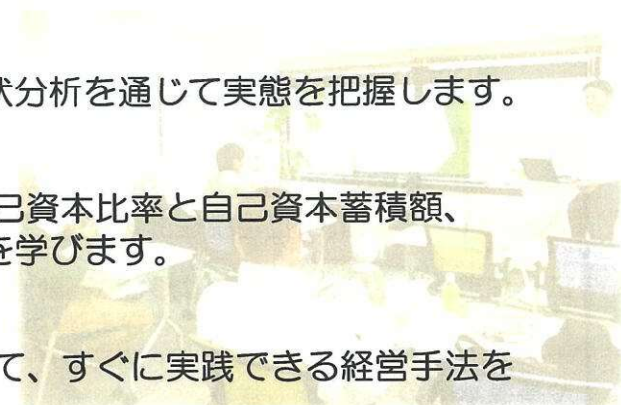 状分析を通じて実態を把握します。
己資本比率と自己資本蓄積額、
を学びます。
て、すぐに実践できる経営手法を